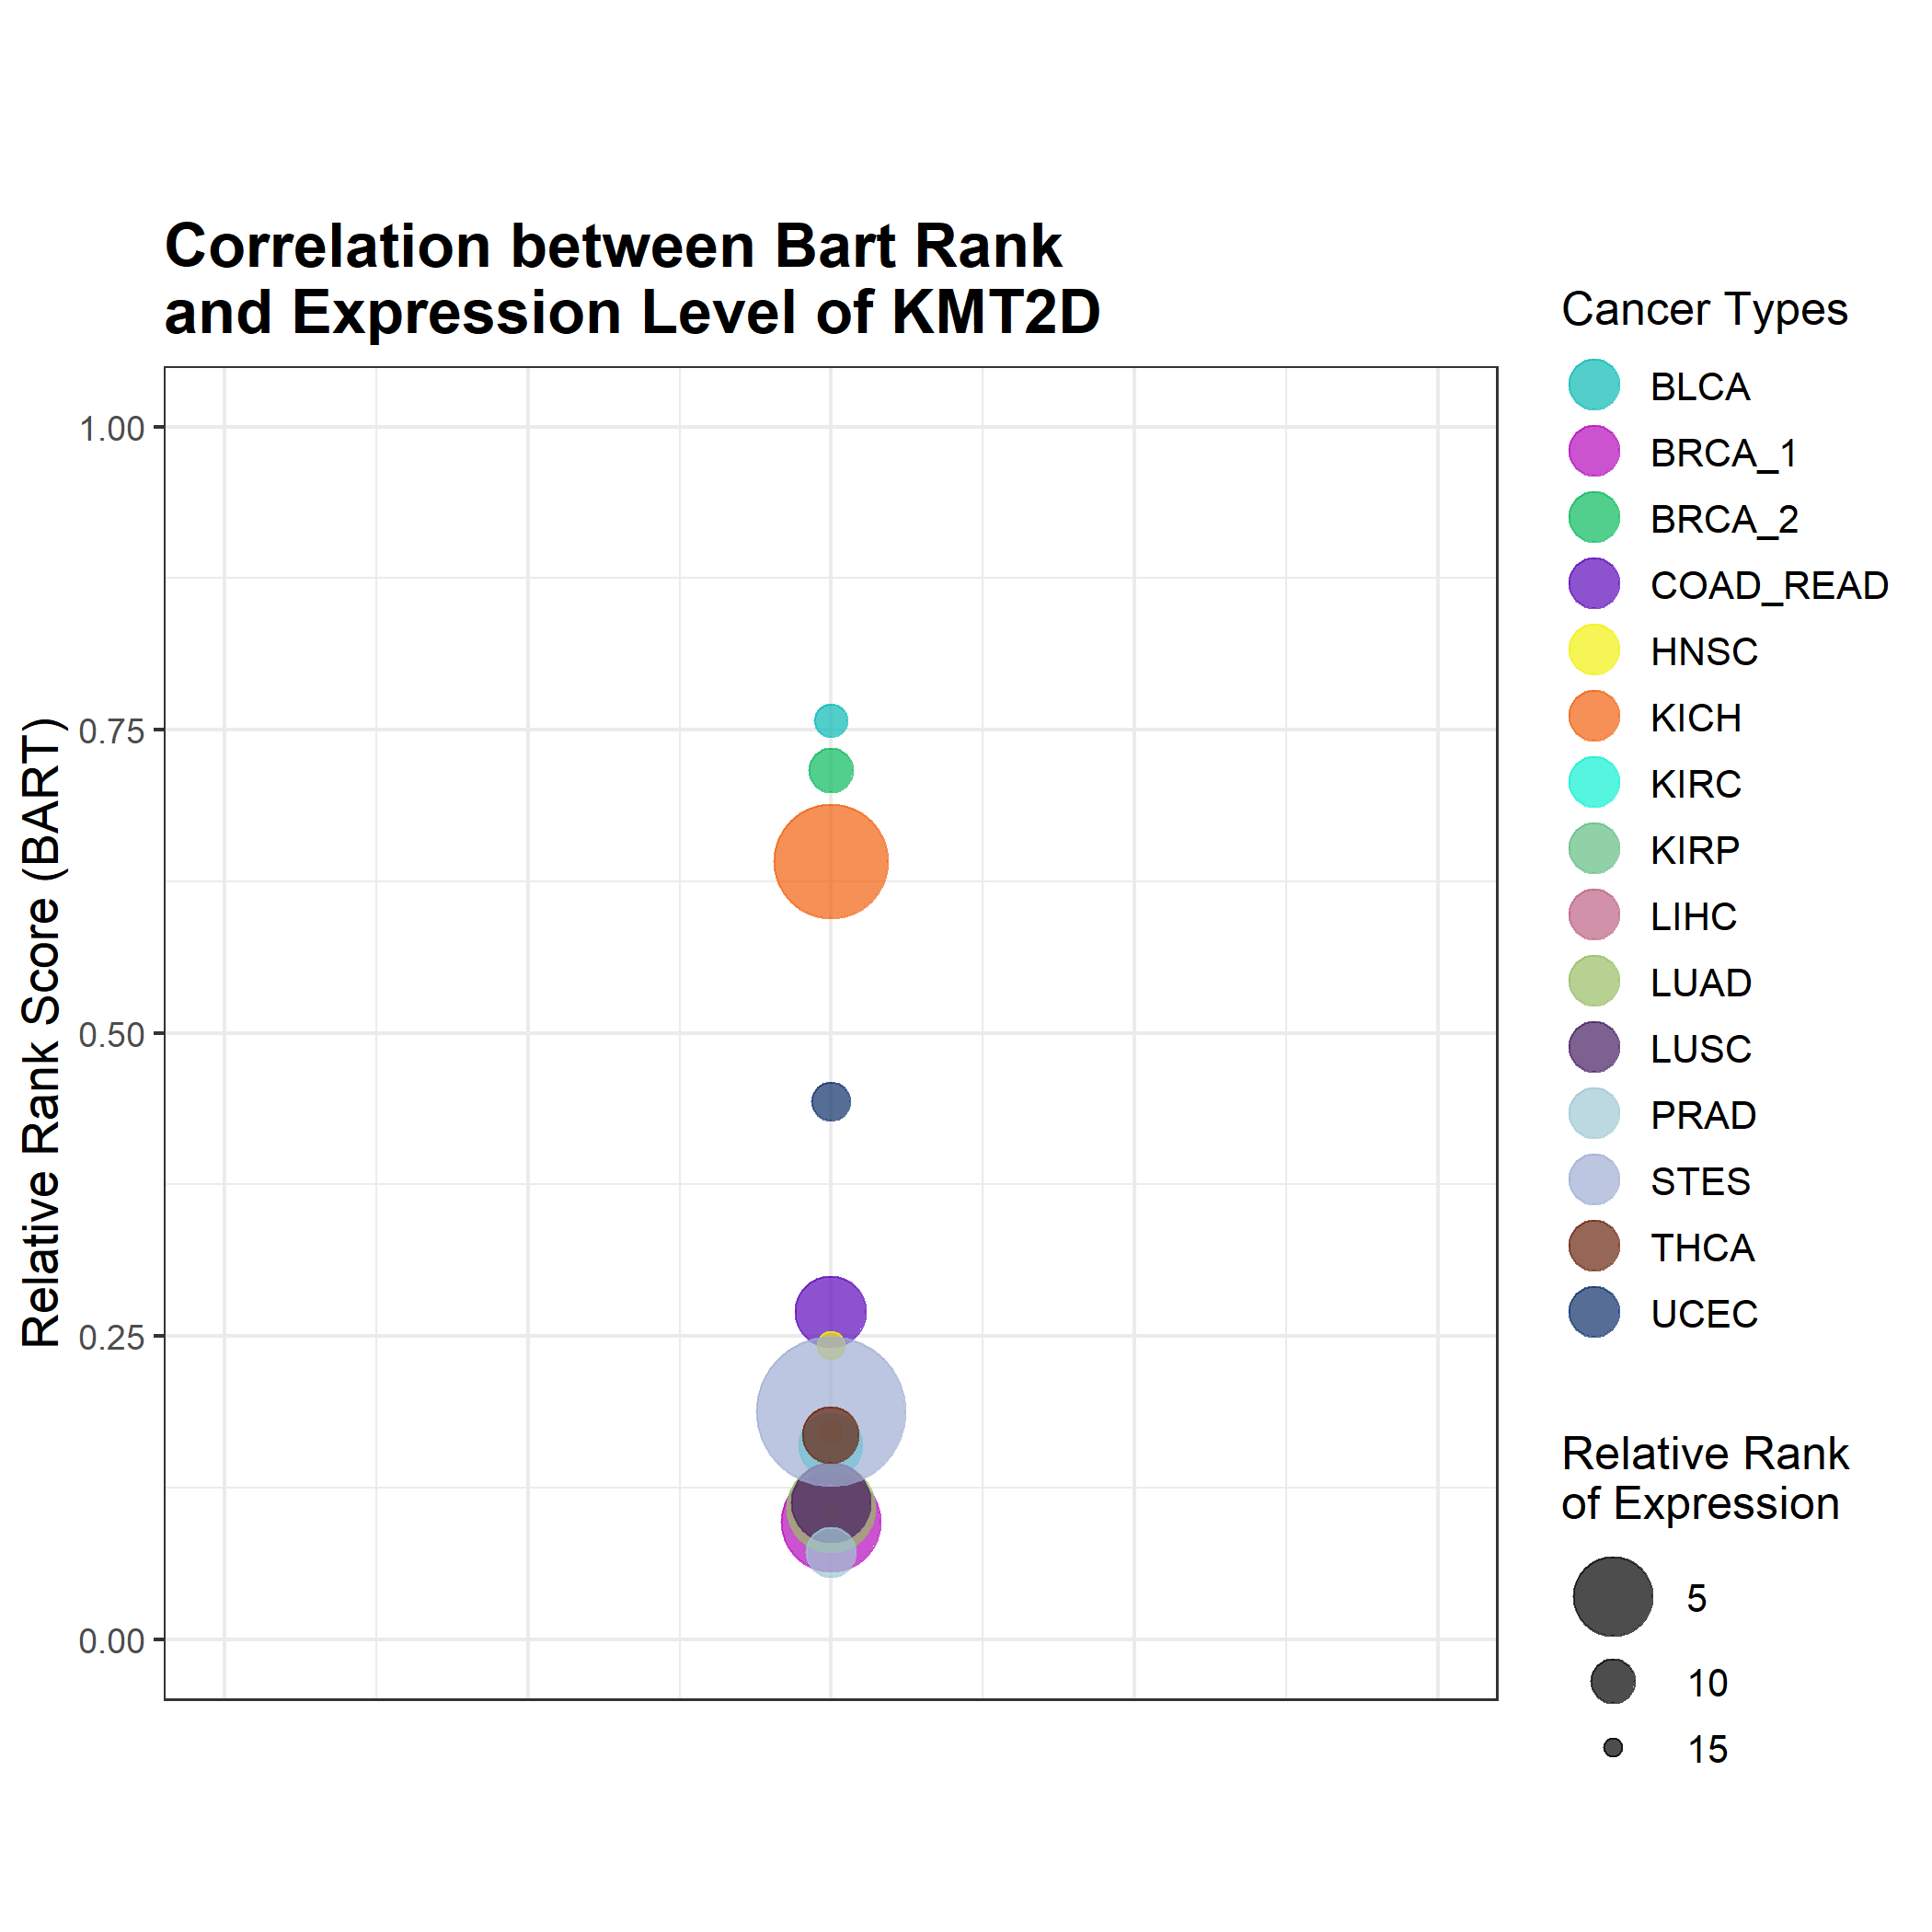 Correlation between Bart Rank
and Expression Level of KMT2D
Relative Rank Score (BART)
1.00
0.75
0.50
0.25
0.00
Cancer Types
BLCA
BRCA_1
BRCA_2
COAD_READ
HNSC
KICH
KIRC
KIRP
LIHC
LUAD
LUSC
PRAD
STES
THCA
UCEC
Relative Rank
of Expression
5
10
15